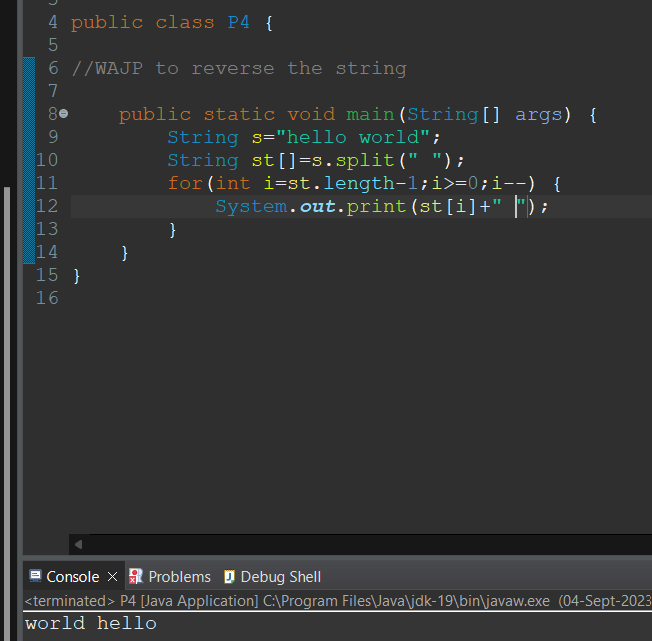 4 public class P4 {
5
6 //WAJP to reverse the string
7
8 public static void main(String[] args) {
9 String s="hello world";
10 String st[]=s.split(" ");
11 for(int i=st.length-1;i>=0;i--) {
12 System.out.print(st[i]+" ");
13 }
14 }
15 }
16
Console Problems Debug Shell
<terminated> P4 [Java Application] C:\Program Files\Java\jdk-19\bin\javaw.exe (04-Sept-2023
world hello